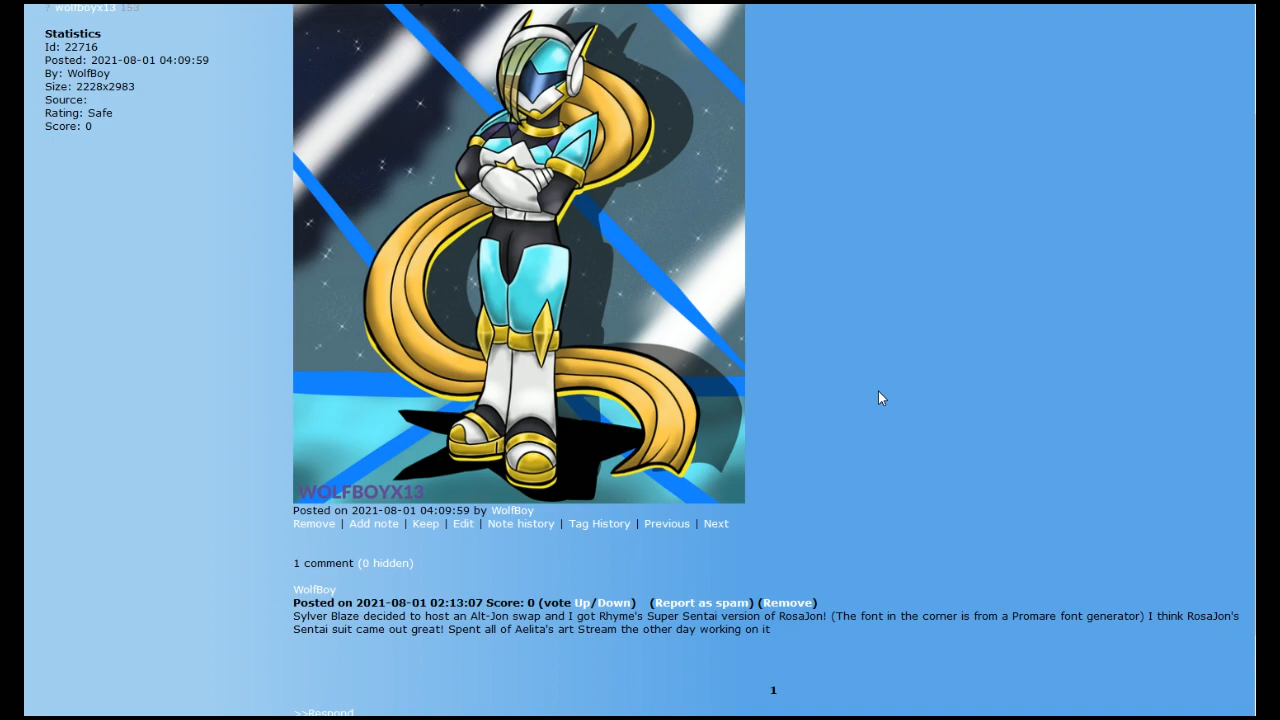 ? wolfboyx13 153
Statistics
Id: 22716
Posted: 2021-08-01 04:09:59
By: WolfBoy
Size: 2228x2983
Source:
Rating: Safe
Score: 0
WOLFBOYX13
Posted on 2021-08-01 04:09:59 by WolfBoy
Remove | Add note | Keep | Edit | Note history | Tag History | Previous | Next
1 comment (0 hidden)
WolfBoy
Posted on 2021-08-01 02:13:07 Score: 0 (vote Up/Down) (Report as spam) (Remove)
Sylver Blaze decided to host an Alt-Jon swap and I got Rhyme's Super Sentai version of RosaJon! (The font in the corner is from a Promare font generator) I think RosaJon's
Sentai suit came out great! Spent all of Aelita's art Stream the other day working on it
1
>>Respond